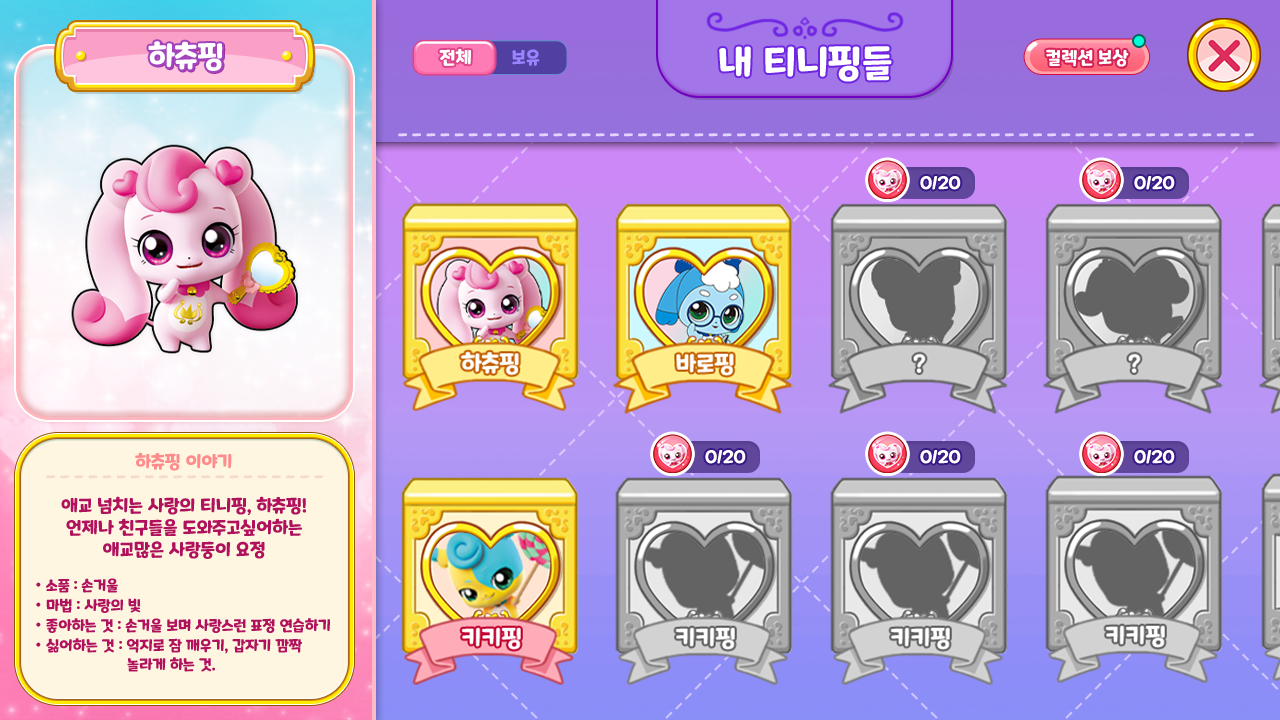 하츄핑
하츄핑 이야기
애교 넘치는 사랑의 티니핑, 하츄핑!
언제나 친구들을 도와주고싶어하는
애교많은 사랑둥이 요정
• 소품 : 손거울
• 마법 : 사랑의 빛
• 좋아하는 것 : 손거울 보며 사랑스런 표정 연습하기
• 싫어하는 것 : 억지로 잠 깨우기, 갑자기 깜짝
놀라게 하는 것.
전체 보유
내 티니핑들
컬렉션 보상
0/20 0/20
하츄핑 바로핑 ? ?
0/20 0/20 0/20
키키핑 키키핑 키키핑 키키핑